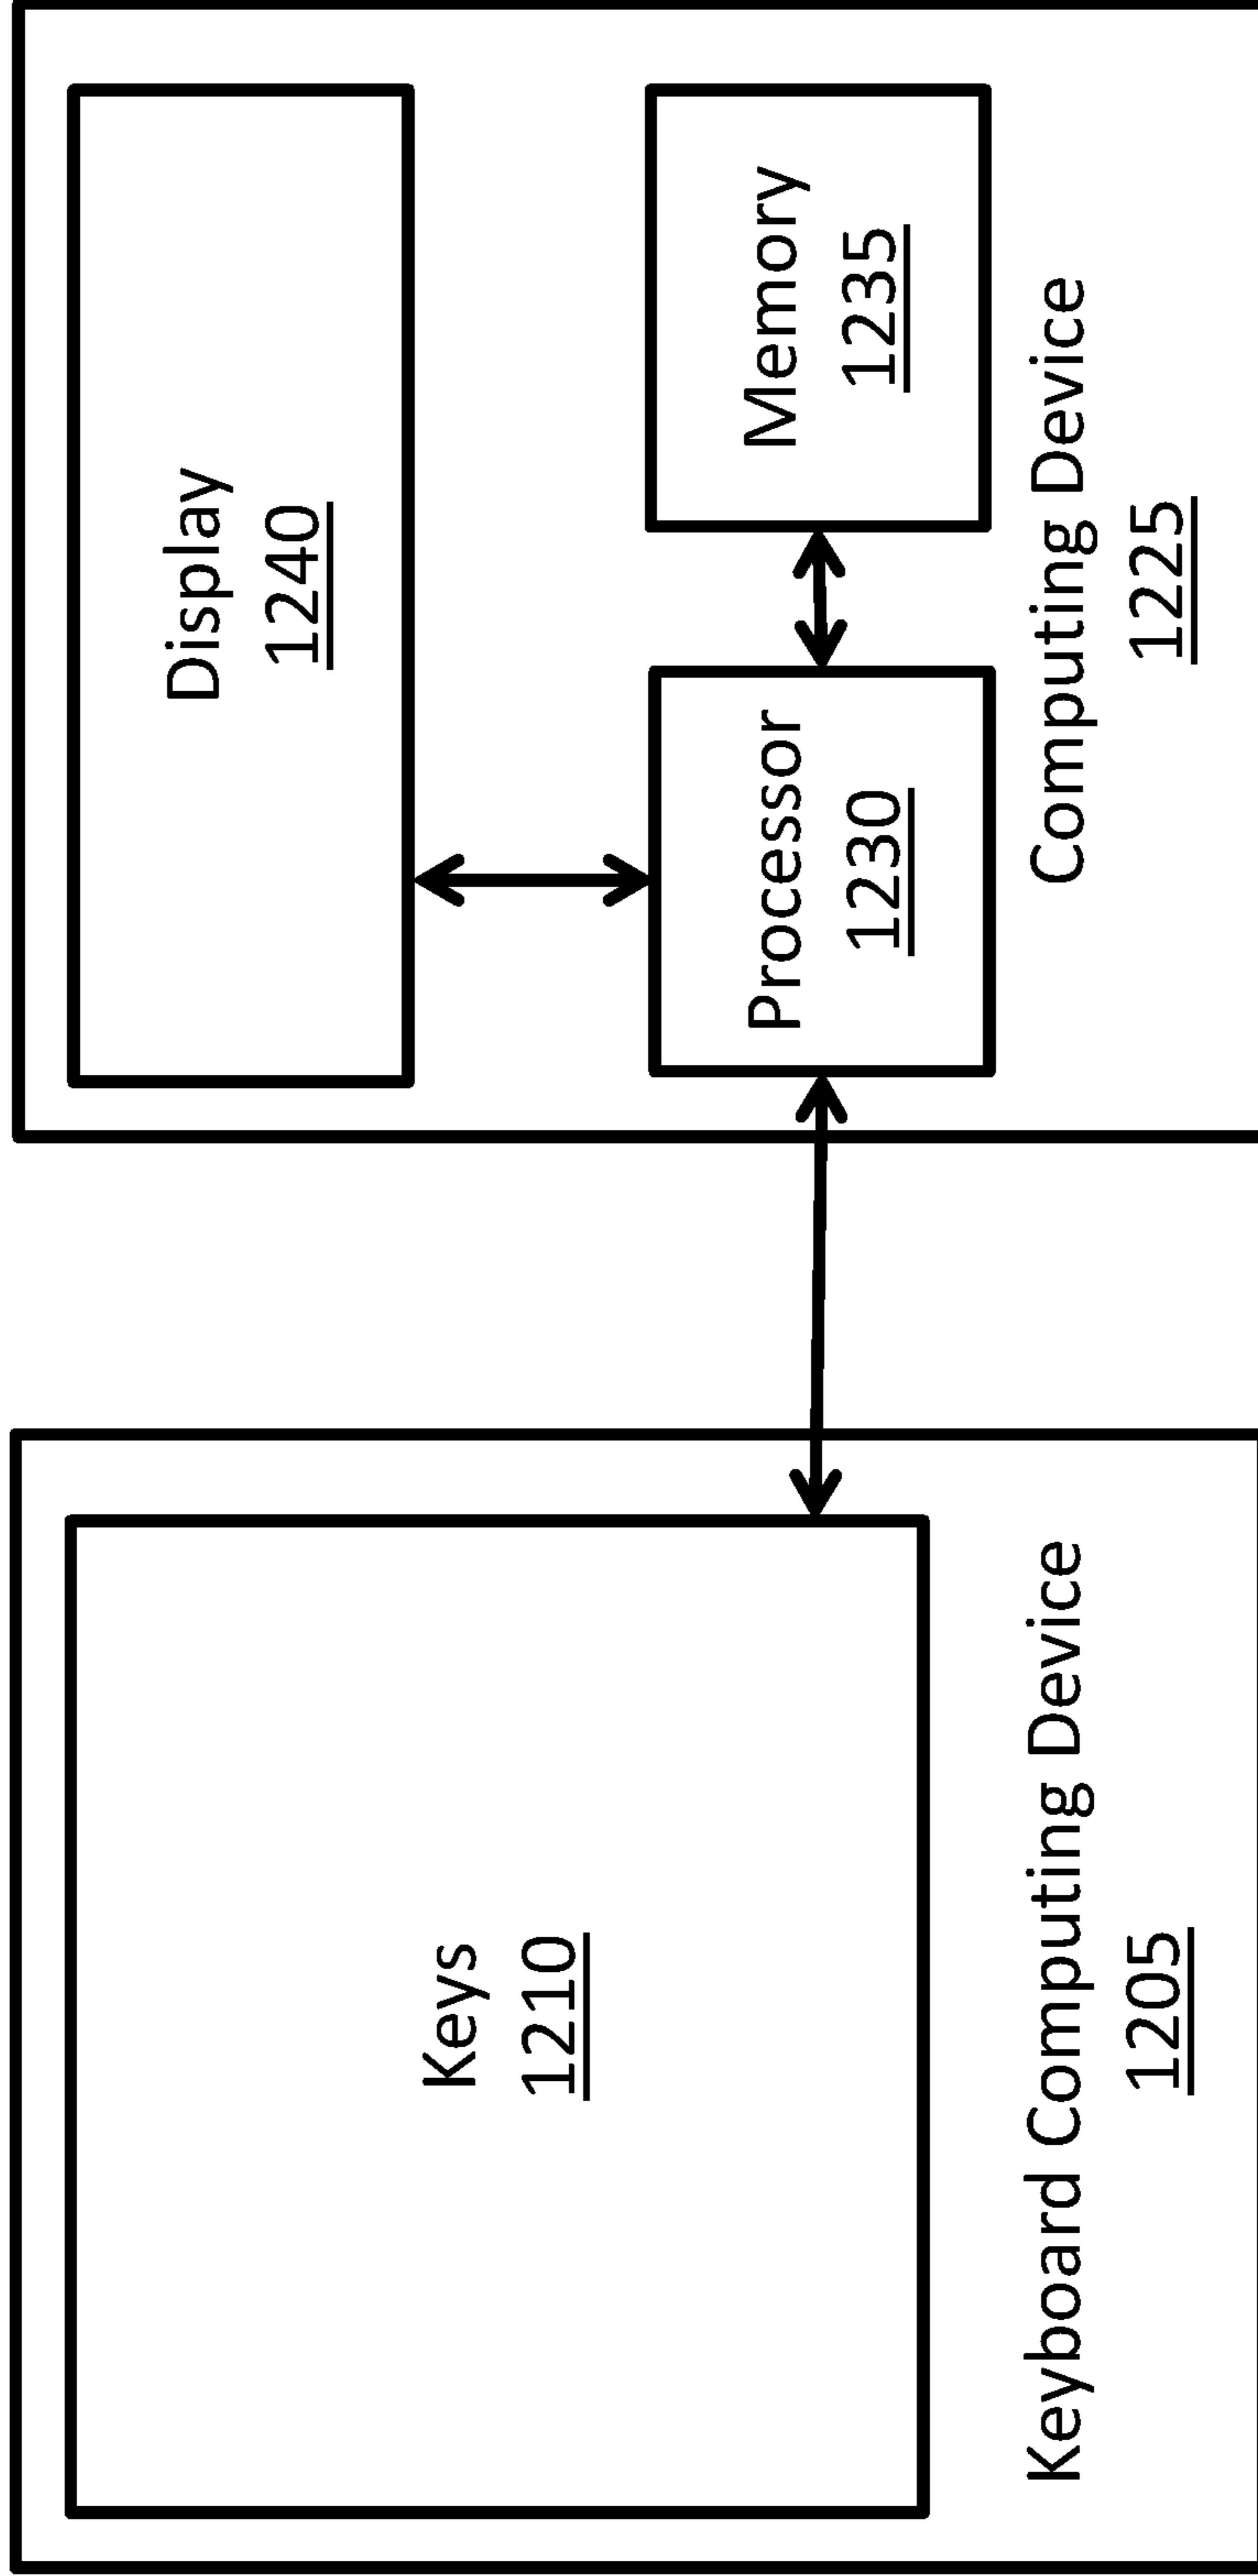 Keys
1210
Keyboard Computing Device
1205
Display
1240
Processor
1230
Memory
1235
Computing Device
1225